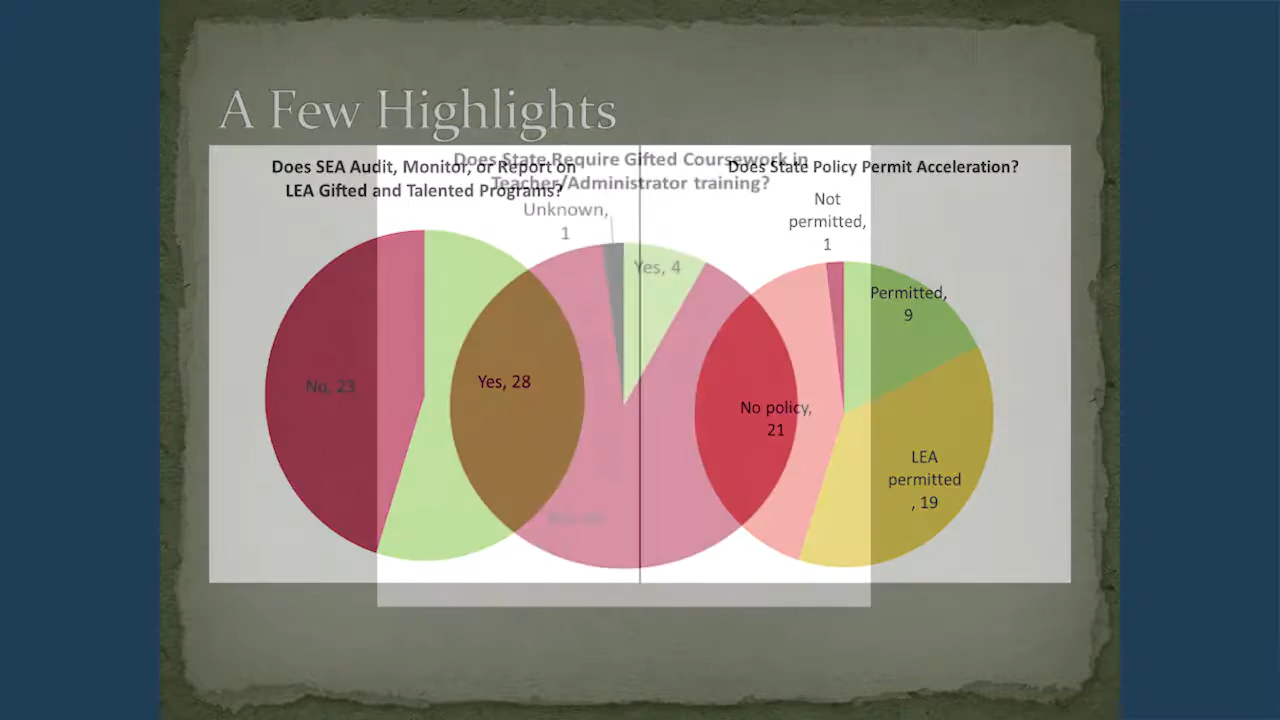 A Few Highlights
Does SEA Audit, Monitor, or Report on
LEA Gifted and Talented Programs?
No, 23
Yes, 28
Does State Require Gifted Coursework in
Teacher/Administrator training?
Unknown,
1
Yes, 4
Does State Policy Permit Acceleration?
Not
permitted,
1
Permitted,
9
No policy,
21
LEA
permitted
, 19